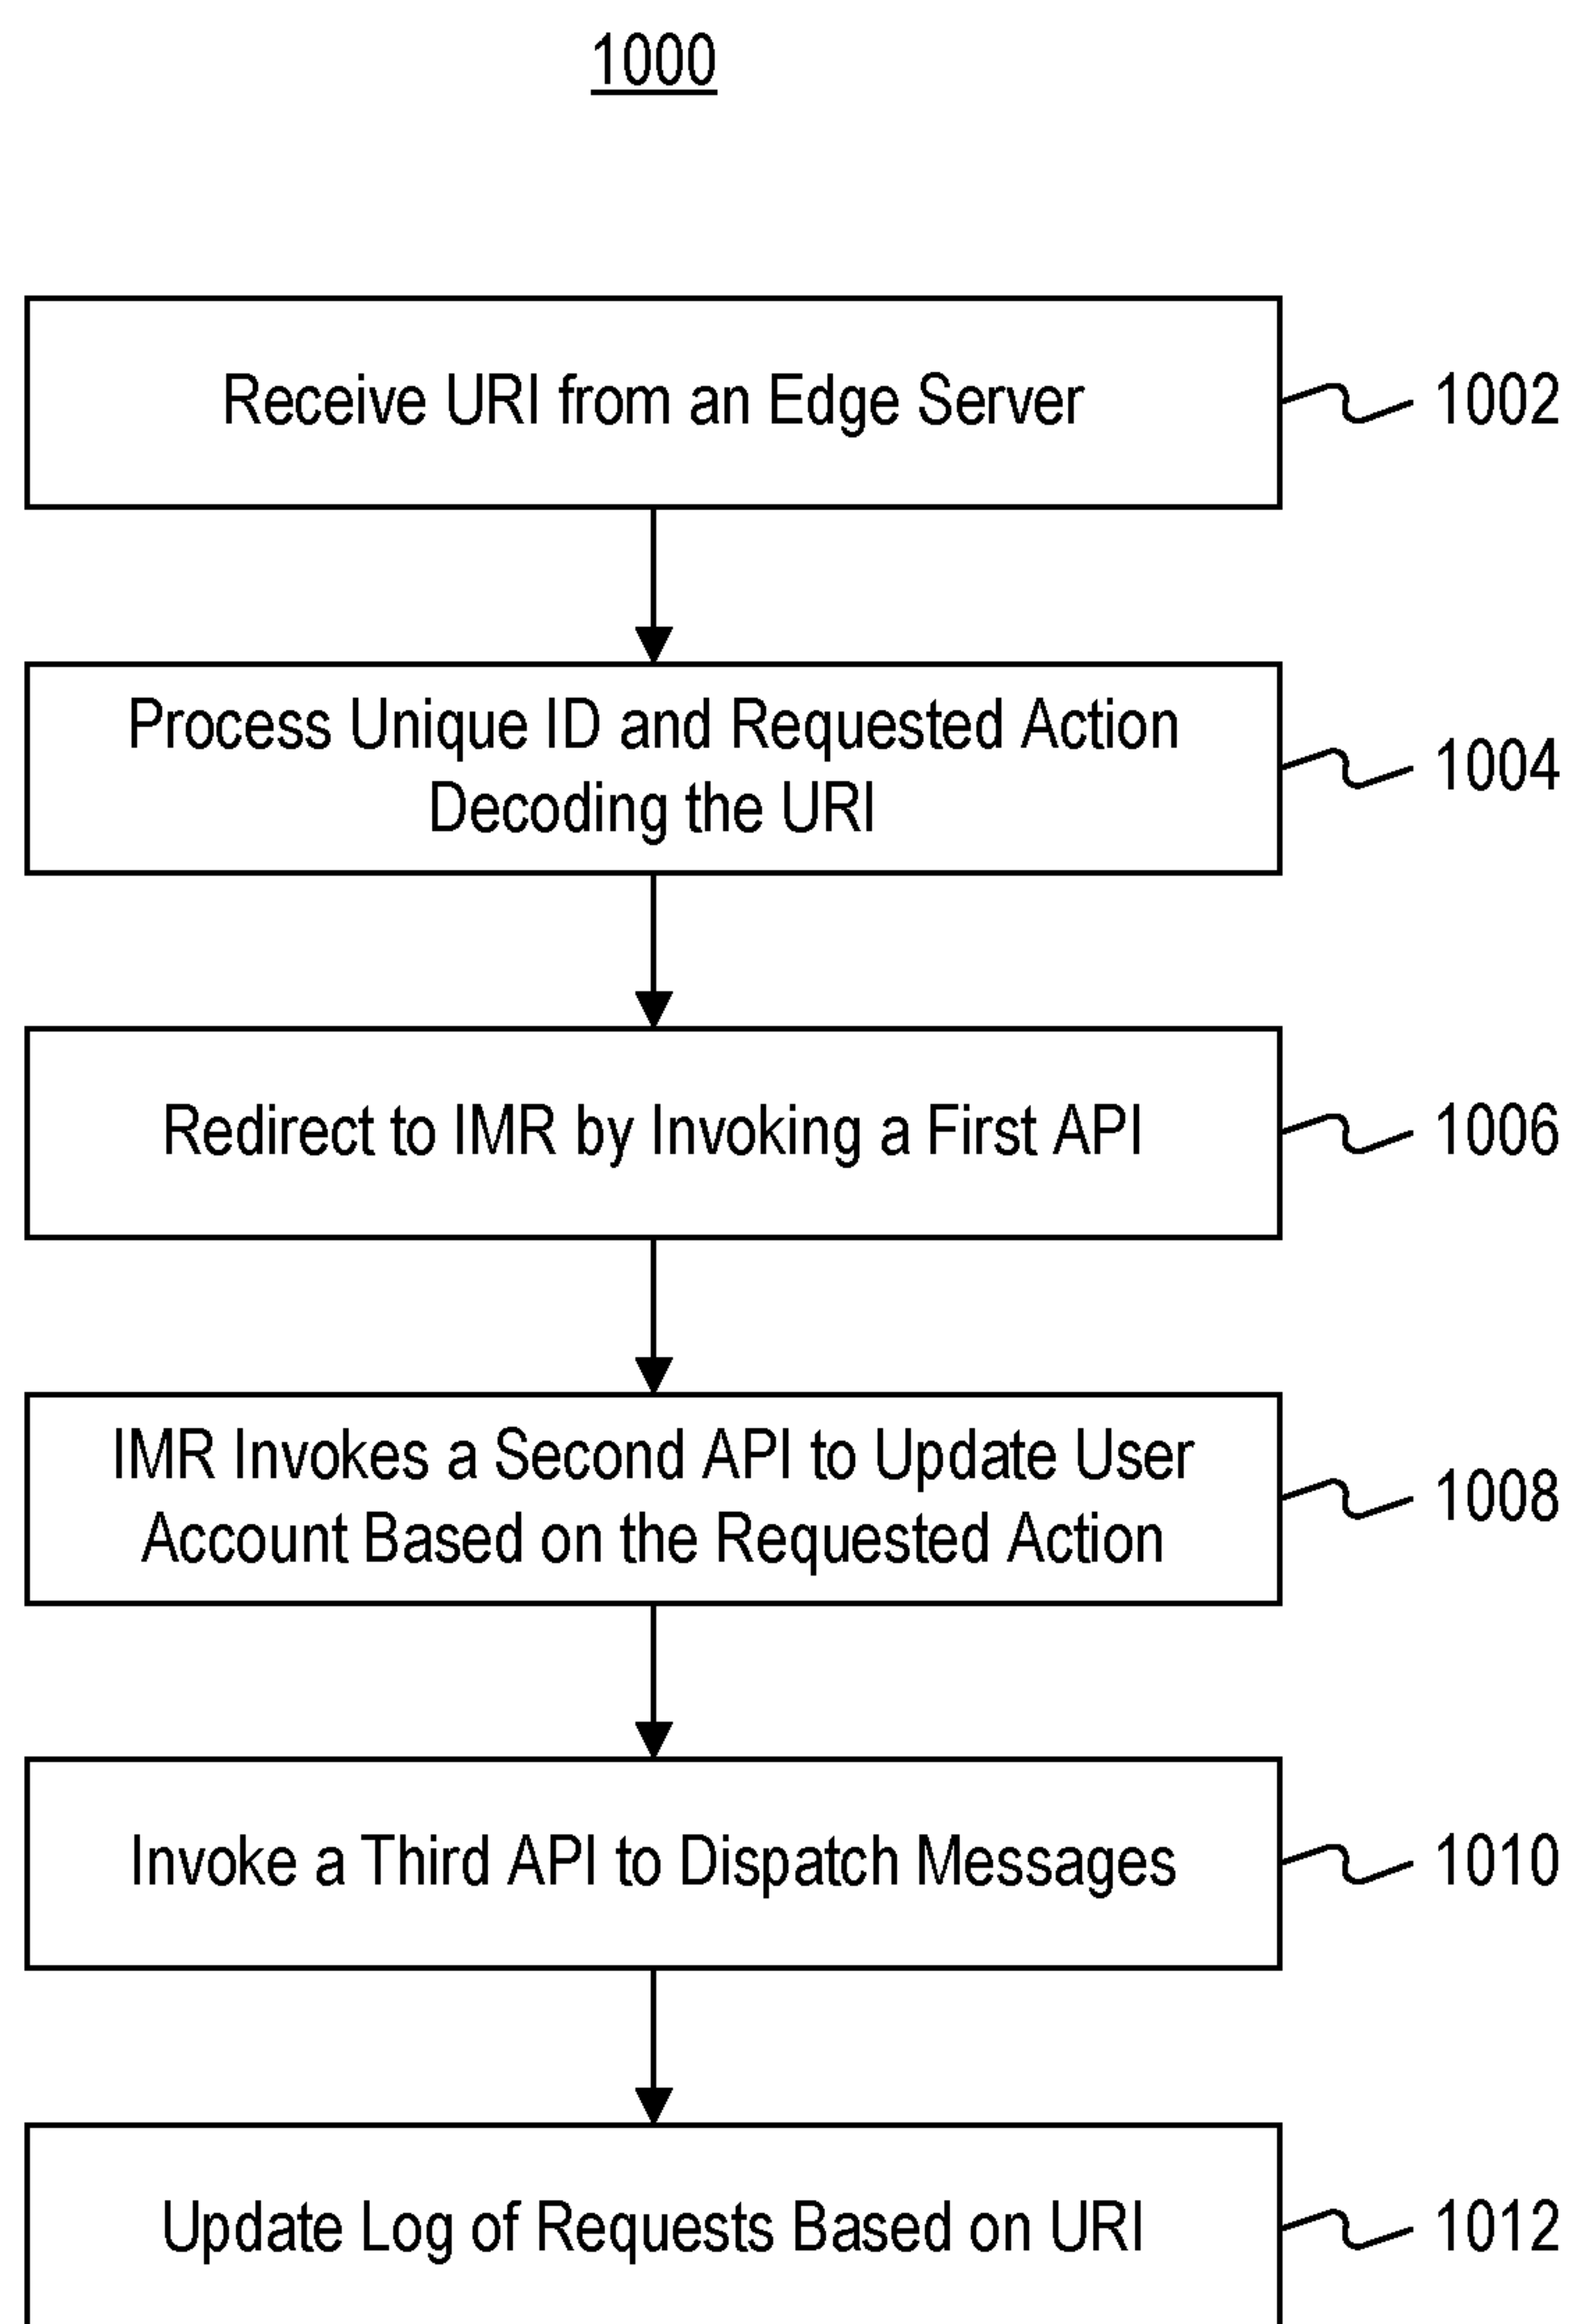 1000
Receive URI from an Edge Server
1002
Process Unique ID and Requested Action
Decoding the URI
1004
Redirect to IMR by Invoking a First API
1006
IMR Invokes a Second API to Update User
Account Based on the Requested Action
1008
Invoke a Third API to Dispatch Messages
1010
Update Log of Requests Based on URI
1012